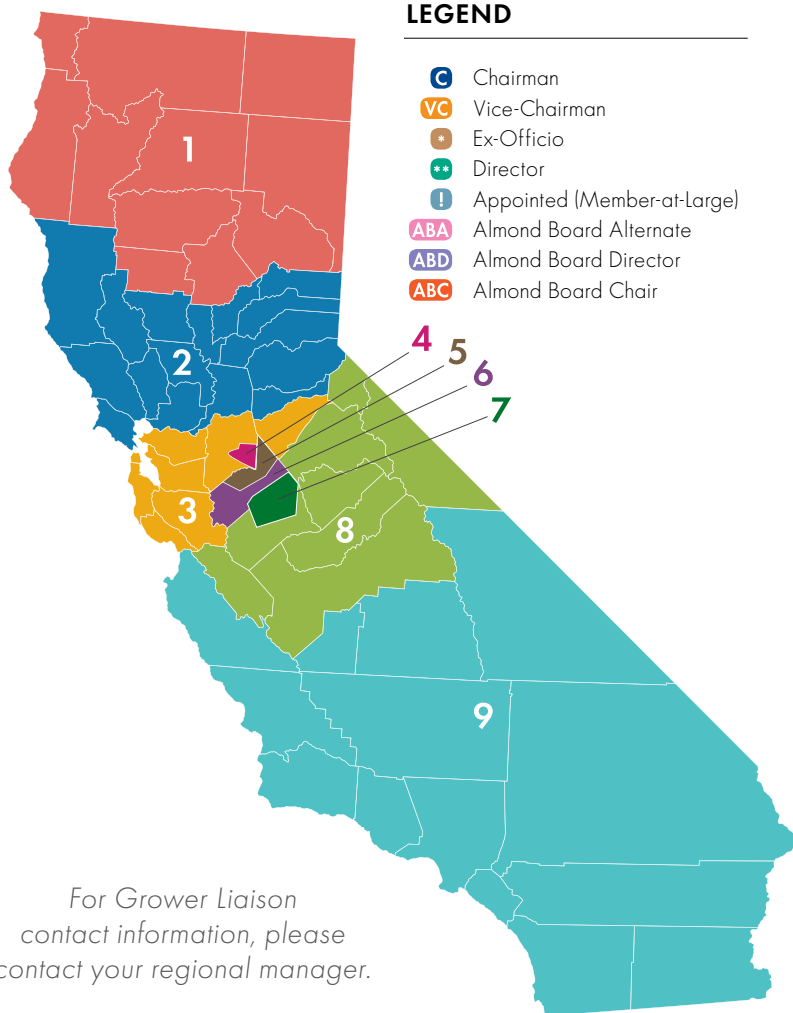 LEGEND
C Chairman
VC Vice-Chairman
* Ex-Officio
** Director
! Appointed (Member-at-Large)
ABA Almond Board Alternate
ABD Almond Board Director
ABC Almond Board Chair
1
2
3
4
5
6
7
8
9
For Grower Liaison
contact information, please
contact your regional manager.